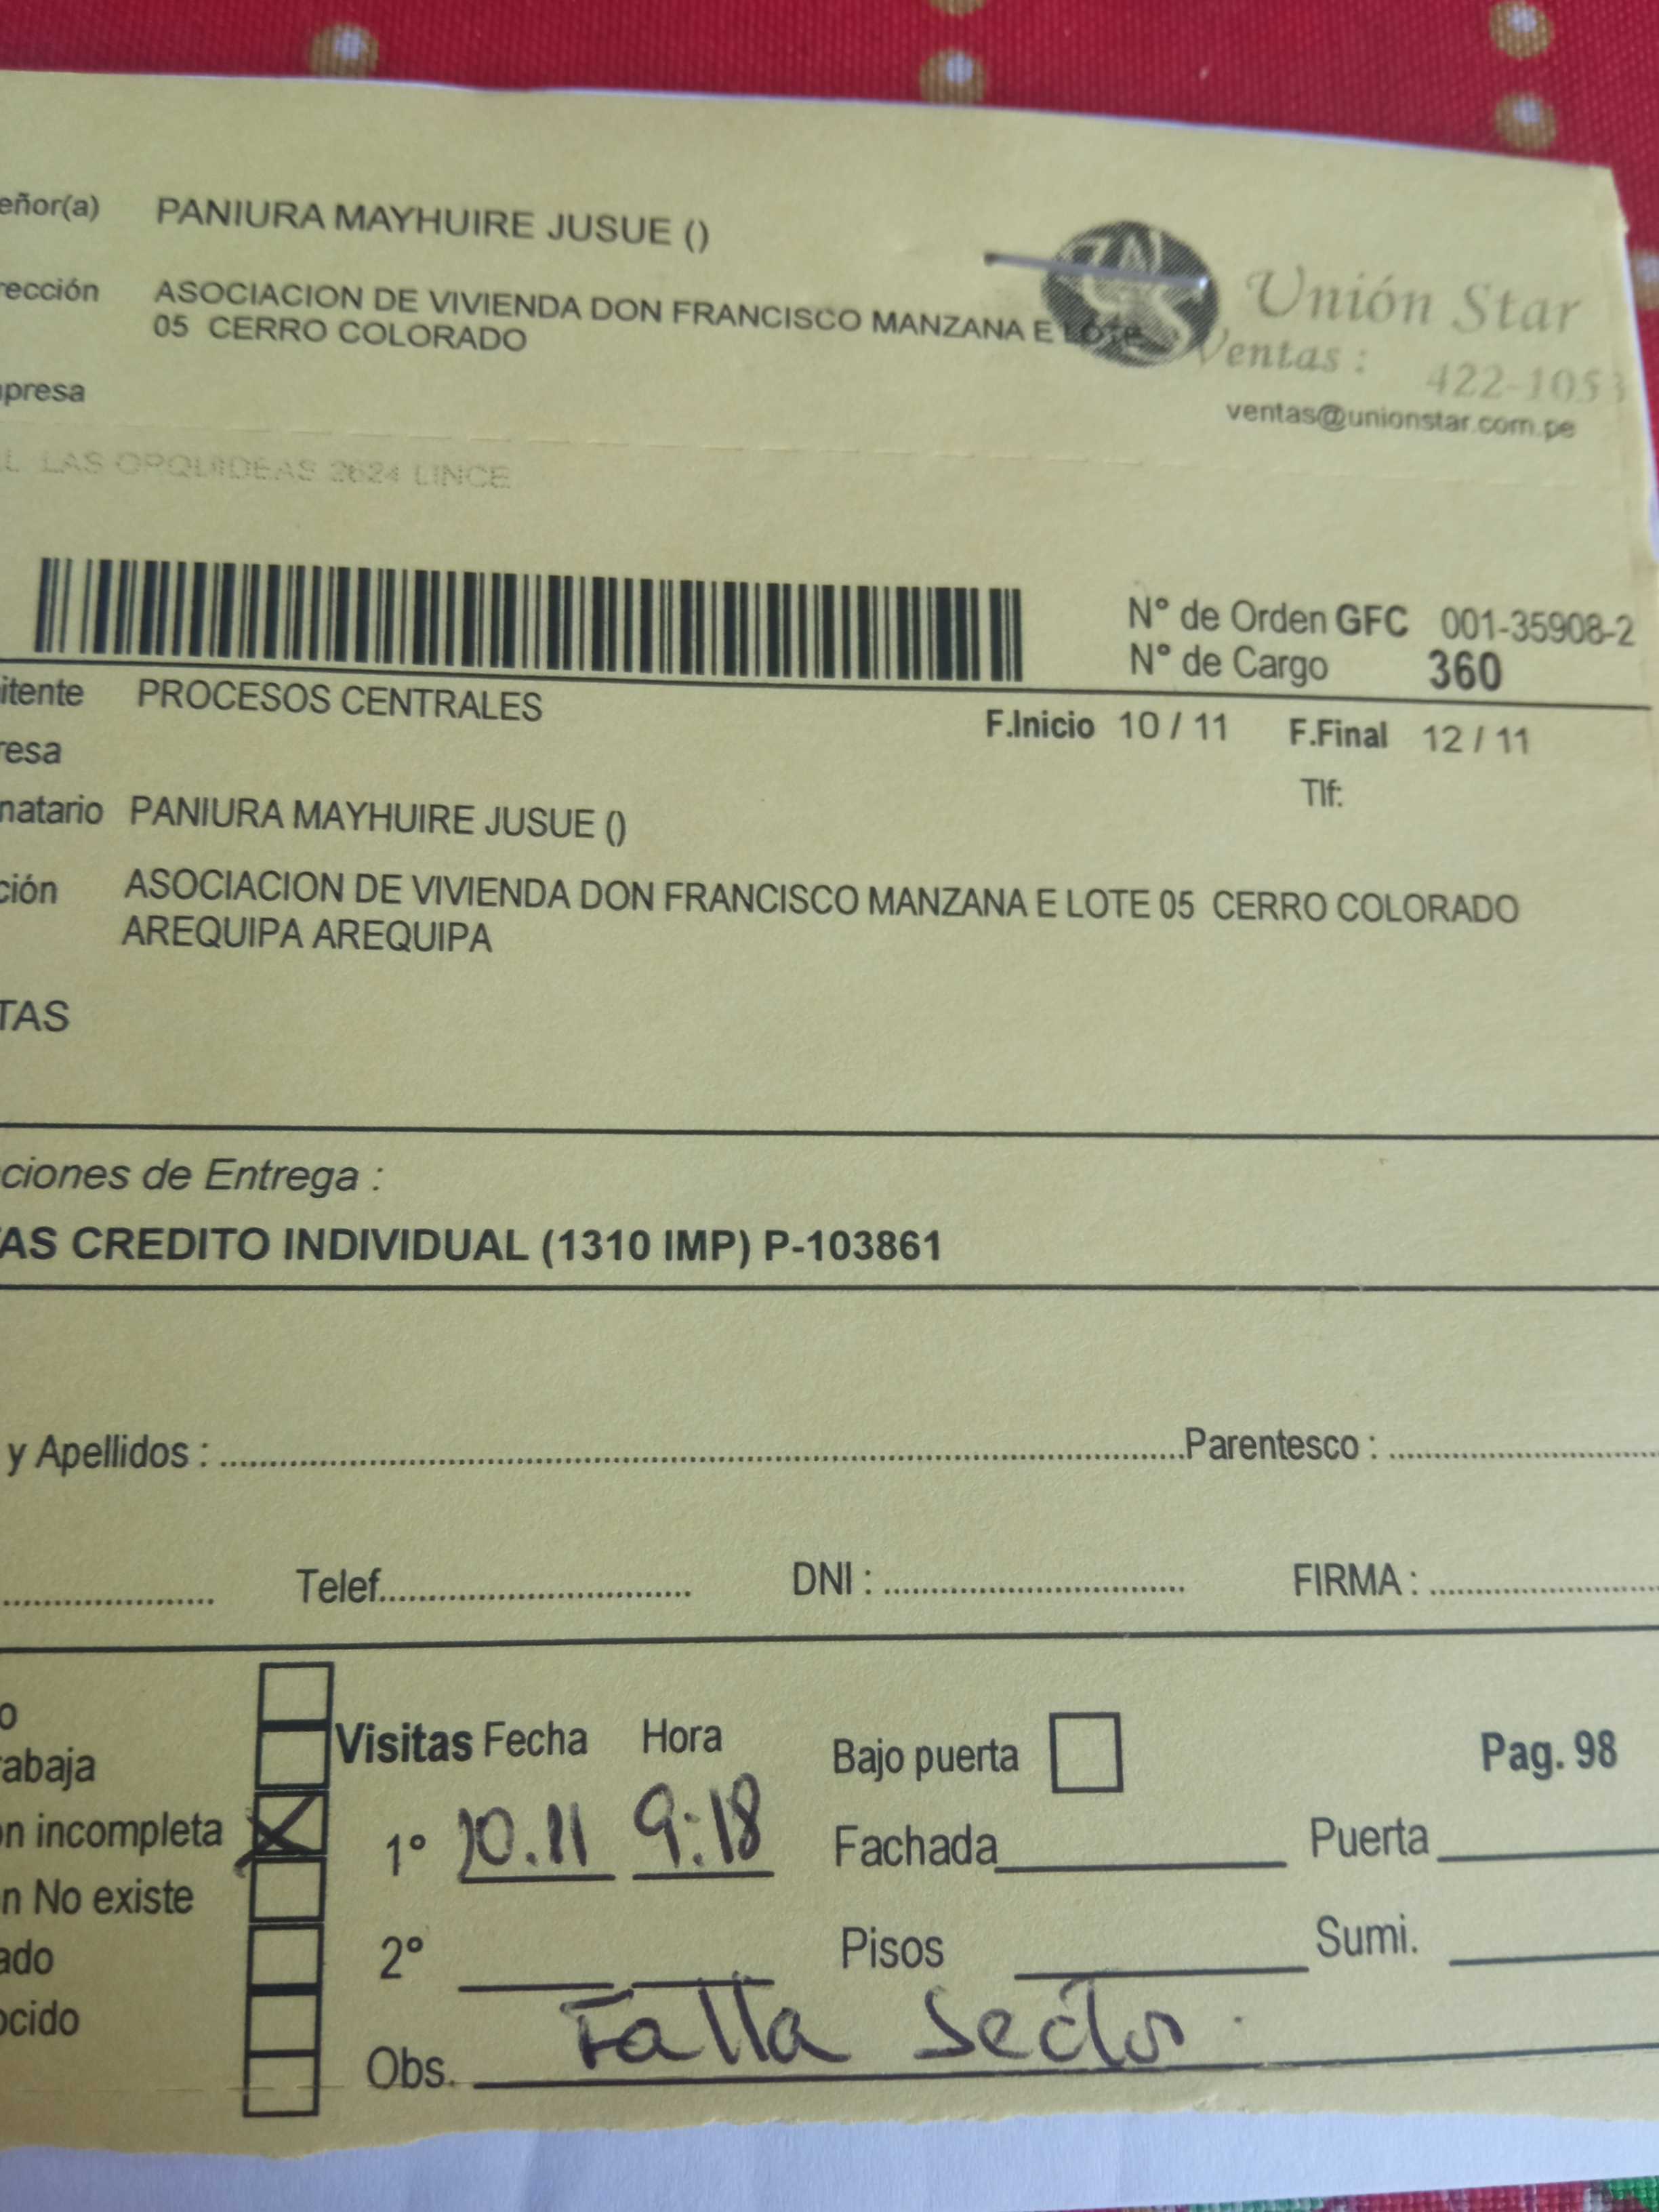 eñor(a) PANIURA MAYHUIRE JUSUE ()
rección ASOCIACION DE VIVIENDA DON FRANCISCO MANZANA E LOTE
05 CERRO COLORADO
Unión Star
Ventas : 422-1053
ventas@unionstar.com.pe
presa
LAS ORQUIDEAS 2624 LINCE
N° de Orden GFC 001-35908-2
N° de Cargo 360
itente PROCESOS CENTRALES
F.Inicio 10 / 11 F.Final 12 / 11
resa
Tlf:
natario PANIURA MAYHUIRE JUSUE ()
ción ASOCIACION DE VIVIENDA DON FRANCISCO MANZANA E LOTE 05 CERRO COLORADO
AREQUIPA AREQUIPA
TAS
ciones de Entrega :
AS CREDITO INDIVIDUAL (1310 IMP) P-103861
y Apellidos : Parentesco :
Telef. DNI : FIRMA :
o
abaja
Visitas Fecha Hora Bajo puerta Pag. 98
n incompleta 1° 10.11 9:18 Fachada Puerta
n No existe
ado 2° Pisos Sumi.
ocido
Obs. Falta Sector.